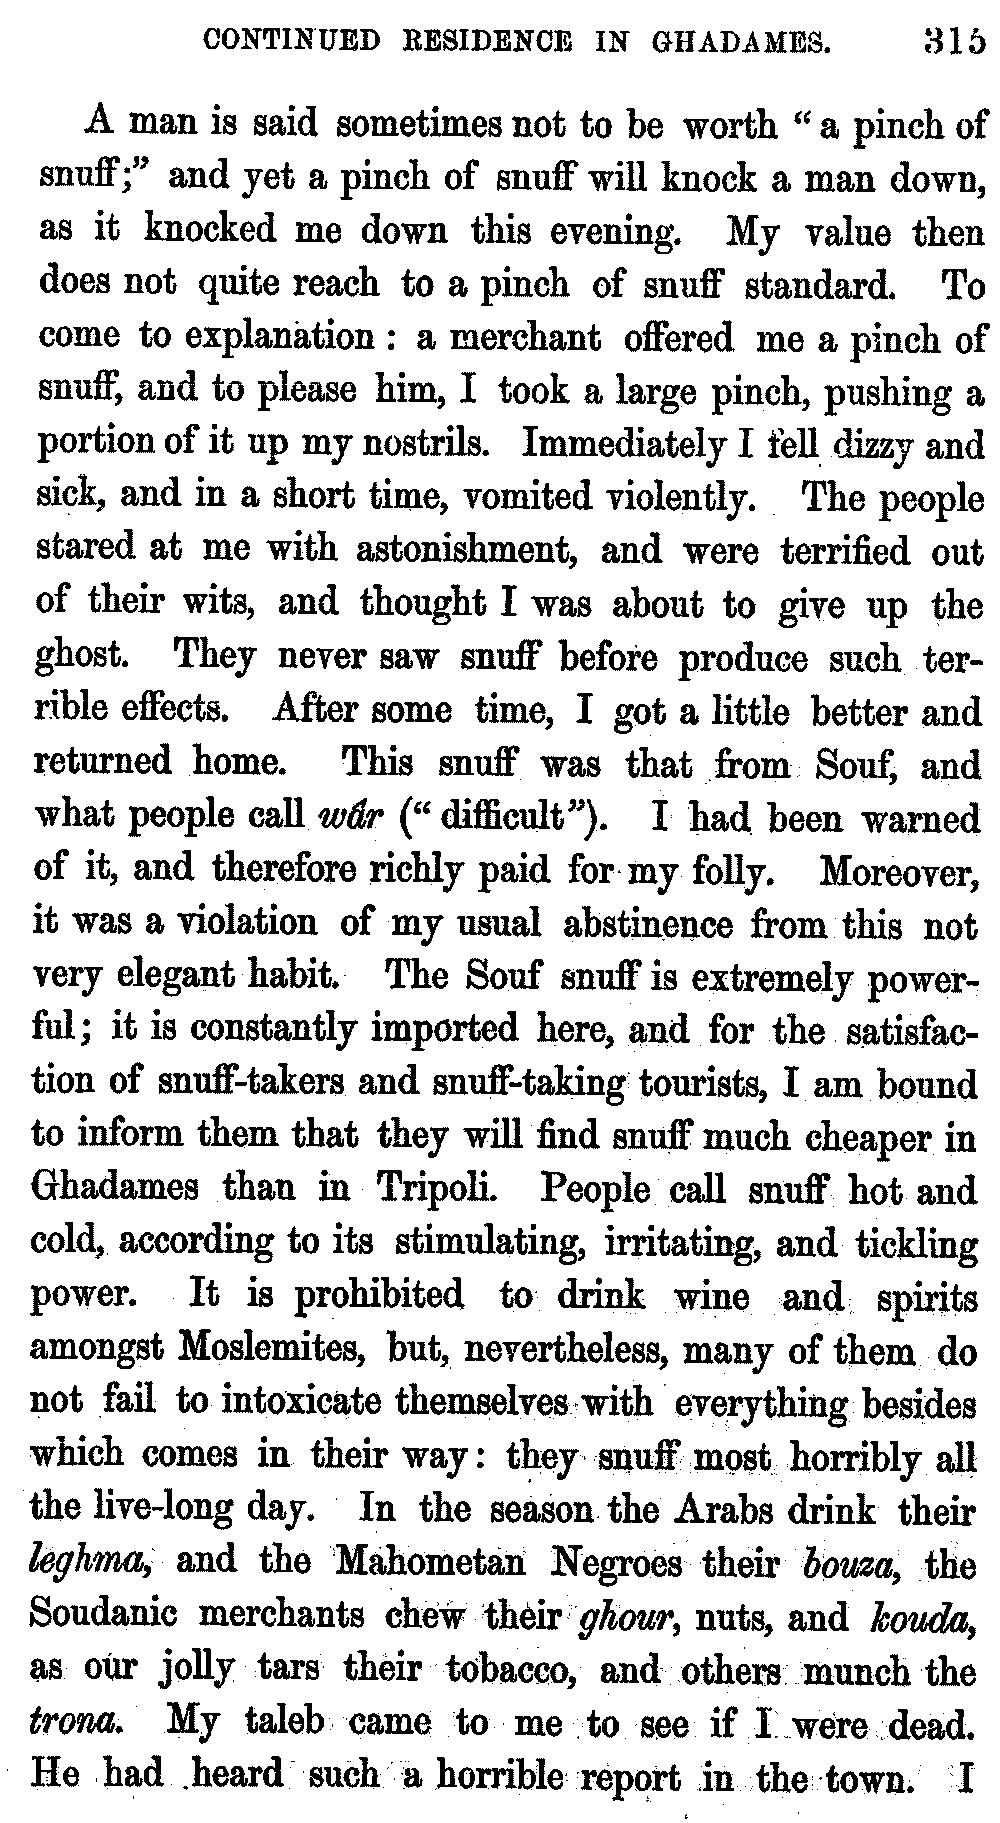 CONTINUED RESIDENCE IN GHADAMES. 315
A man is said sometimes not to be worth “a pinch of
snuff;” and yet a pinch of snuff will knock a man down,
as it knocked me down this evening. My value then
does not quite reach to a pinch of snuff standard. To
come to explanation : a merchant offered me a pinch of
snuff, and to please him, I took a large pinch, pushing a
portion of it up my nostrils. Immediately I fell dizzy and
sick, and in a short time, vomited violently. The people
stared at me with astonishment, and were terrified out
of their wits, and thought I was about to give up the
ghost. They never saw snuff before produce such ter-
rible effects. After some time, I got a little better and
returned home. This snuff was that from Souf, and
what people call wâr (“difficult”). I had been warned
of it, and therefore richly paid for my folly. Moreover,
it was a violation of my usual abstinence from this not
very elegant habit. The Souf snuff is extremely power-
ful; it is constantly imported here, and for the satisfac-
tion of snuff-takers and snuff-taking tourists, I am bound
to inform them that they will find snuff much cheaper in
Ghadames than in Tripoli. People call snuff hot and
cold, according to its stimulating, irritating, and tickling
power. It is prohibited to drink wine and spirits
amongst Moslemites, but, nevertheless, many of them do
not fail to intoxicate themselves with everything besides
which comes in their way: they snuff most horribly all
the live-long day. In the season the Arabs drink their
leghma, and the Mahometan Negroes their bouza, the
Soudanic merchants chew their ghour, nuts, and kouda,
as our jolly tars their tobacco, and others munch the
trona. My taleb came to me to see if I were dead.
He had heard such a horrible report in the town. I